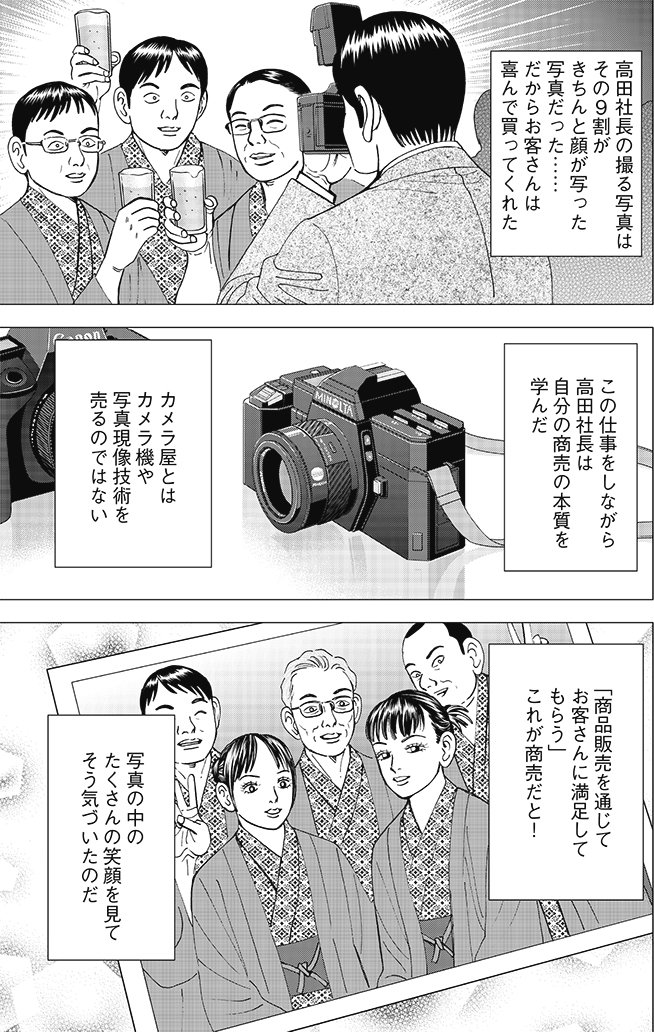 高田社長の撮る写真は
その９割が
きちんと顔が写った
写真だった……
だからお客さんは
喜んで買ってくれた
この仕事をしながら
高田社長は
自分の商売の本質を
学んだ
MINOLTA
Canon
カメラ屋とは
カメラ機や
写真現像技術を
売るのではない
「商品販売を通じて
お客さんに満足して
もらう」
これが商売だと！
写真の中の
たくさんの笑顔を見て
そう気づいたのだ